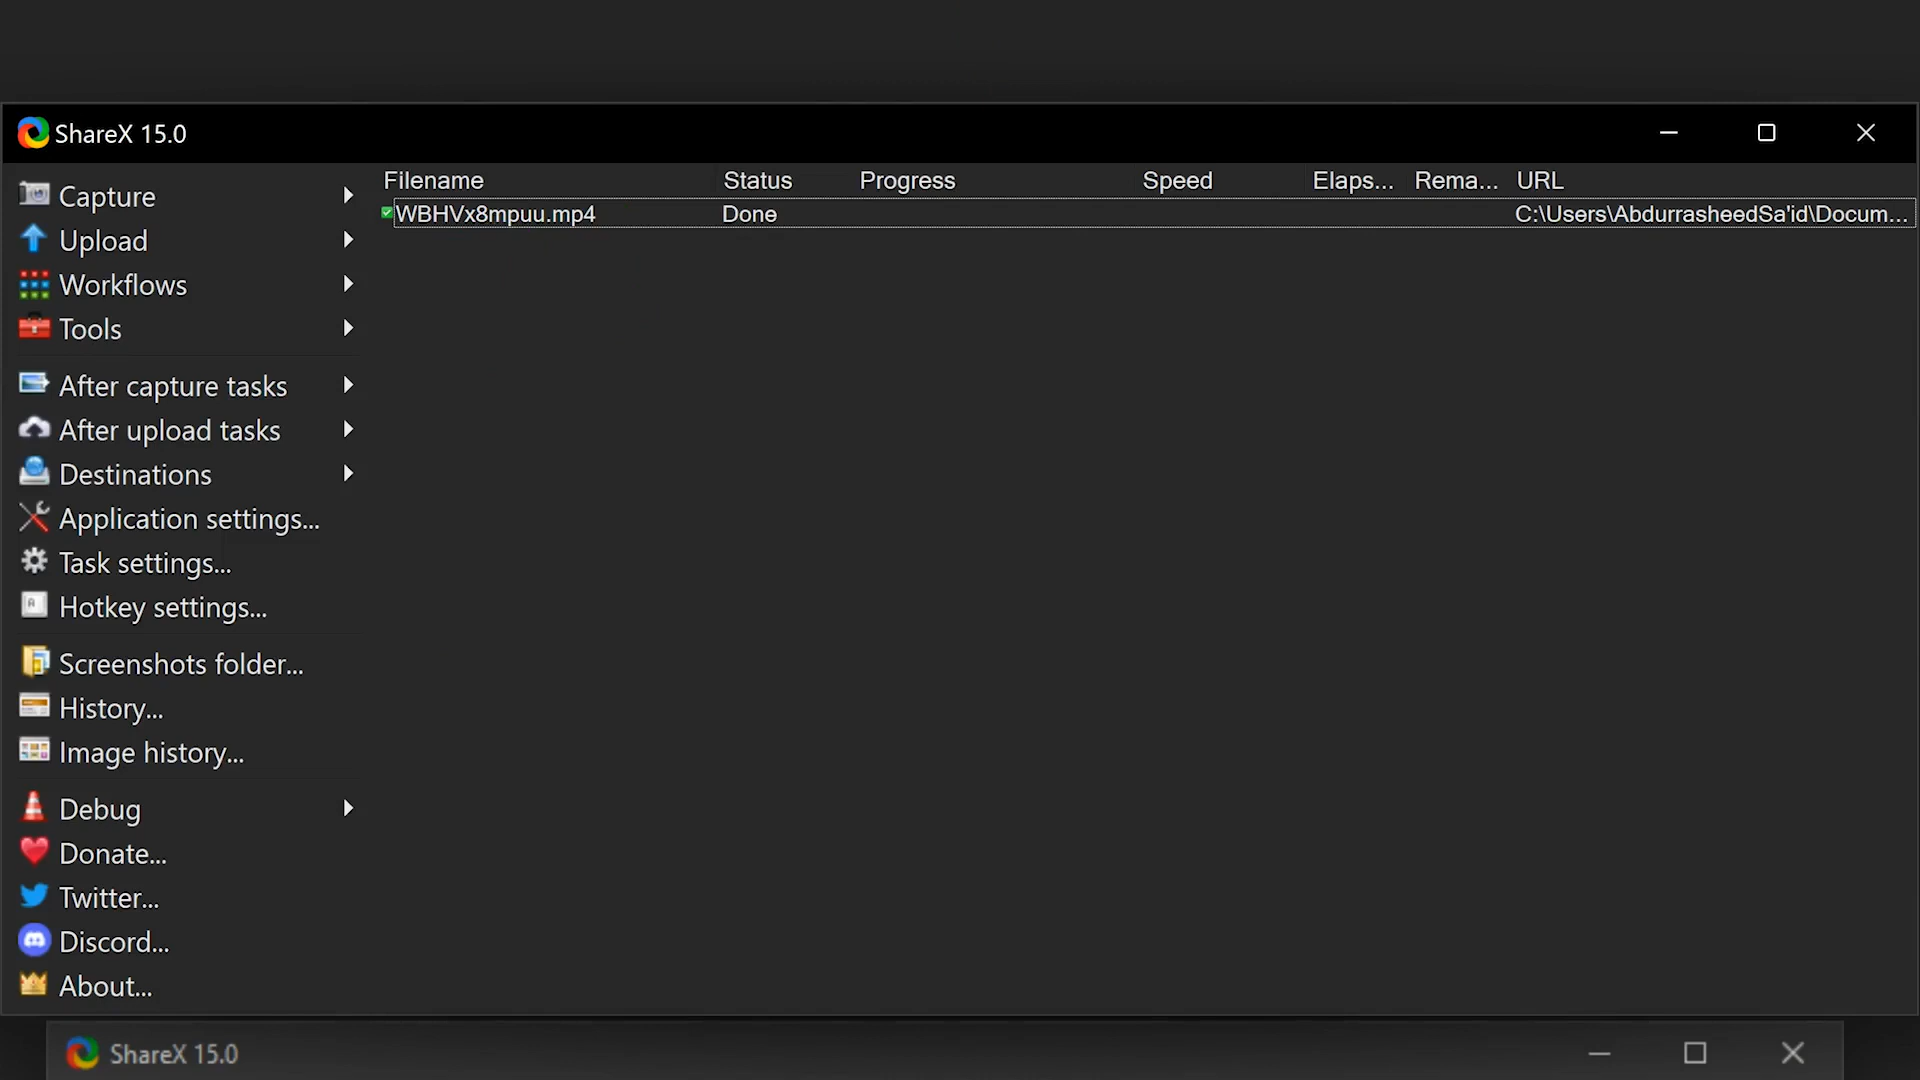 ShareX 15.0
Capture
Upload
Workflows
Tools
After capture tasks
After upload tasks
Destinations
Application settings...
Task settings...
Hotkey settings...
Screenshots folder...
History...
Image history...
Debug
Donate...
Twitter...
Discord...
About...
Filename Status Progress Speed Elaps... Rema... URL
WBHVx8mpuu.mp4 Done C:\Users\AbdurrasheedSa'id\Docum...
ShareX 15.0